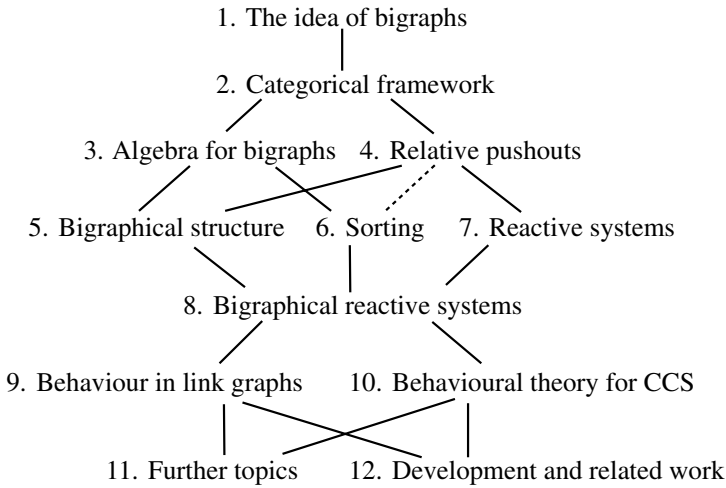 1. The idea of bigraphs
2. Categorical framework
3. Algebra for bigraphs 4. Relative pushouts
5. Bigraphical structure 6. Sorting 7. Reactive systems
8. Bigraphical reactive systems
9. Behaviour in link graphs 10. Behavioural theory for CCS
11. Further topics 12. Development and related work